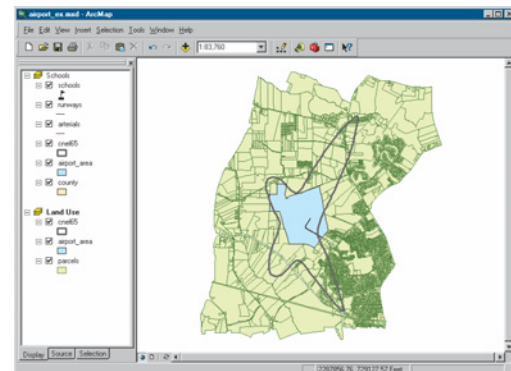 airport_ex.mxd - ArcMap
File Edit View Insert Selection Tools Window Help
1:83,760
Schools
schools
runways
arterials
cnel65
airport_area
county
Land Use
cnel65
airport_area
parcels
Display Source Selection